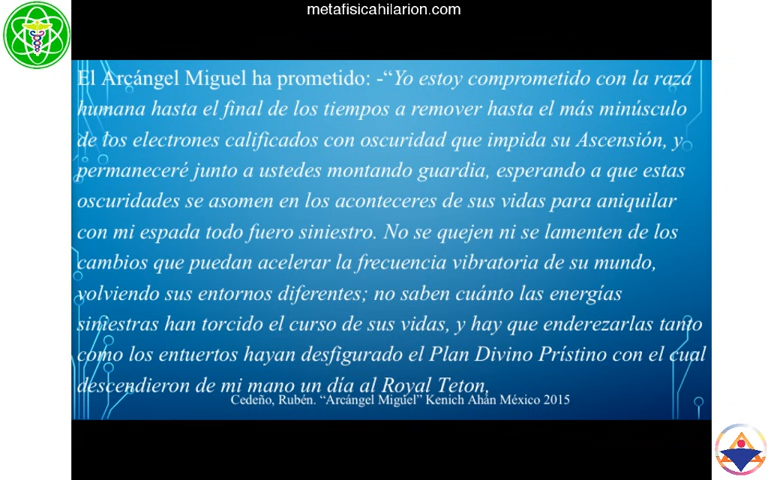 metafisicahilarion.com
El Arcángel Miguel ha prometido: -“Yo estoy comprometido con la raza
humana hasta el final de los tiempos a remover hasta el más minúsculo
de los electrones calificados con oscuridad que impida su Ascensión, y
permaneceré junto a ustedes montando guardia, esperando a que estas
oscuridades se asomen en los aconteceres de sus vidas para aniquilar
con mi espada todo fuero siniestro. No se quejen ni se lamenten de los
cambios que puedan acelerar la frecuencia vibratoria de su mundo,
volviendo sus entornos diferentes; no saben cuánto las energías
siniestras han torcido el curso de sus vidas, y hay que enderezarlas tanto
como los entuertos hayan desfigurado el Plan Divino Prístino con el cual
descendieron de mi mano un día al Royal Teton,
Cedeño, Rubén. “Arcángel Miguel” Kenich Ahán México 2015